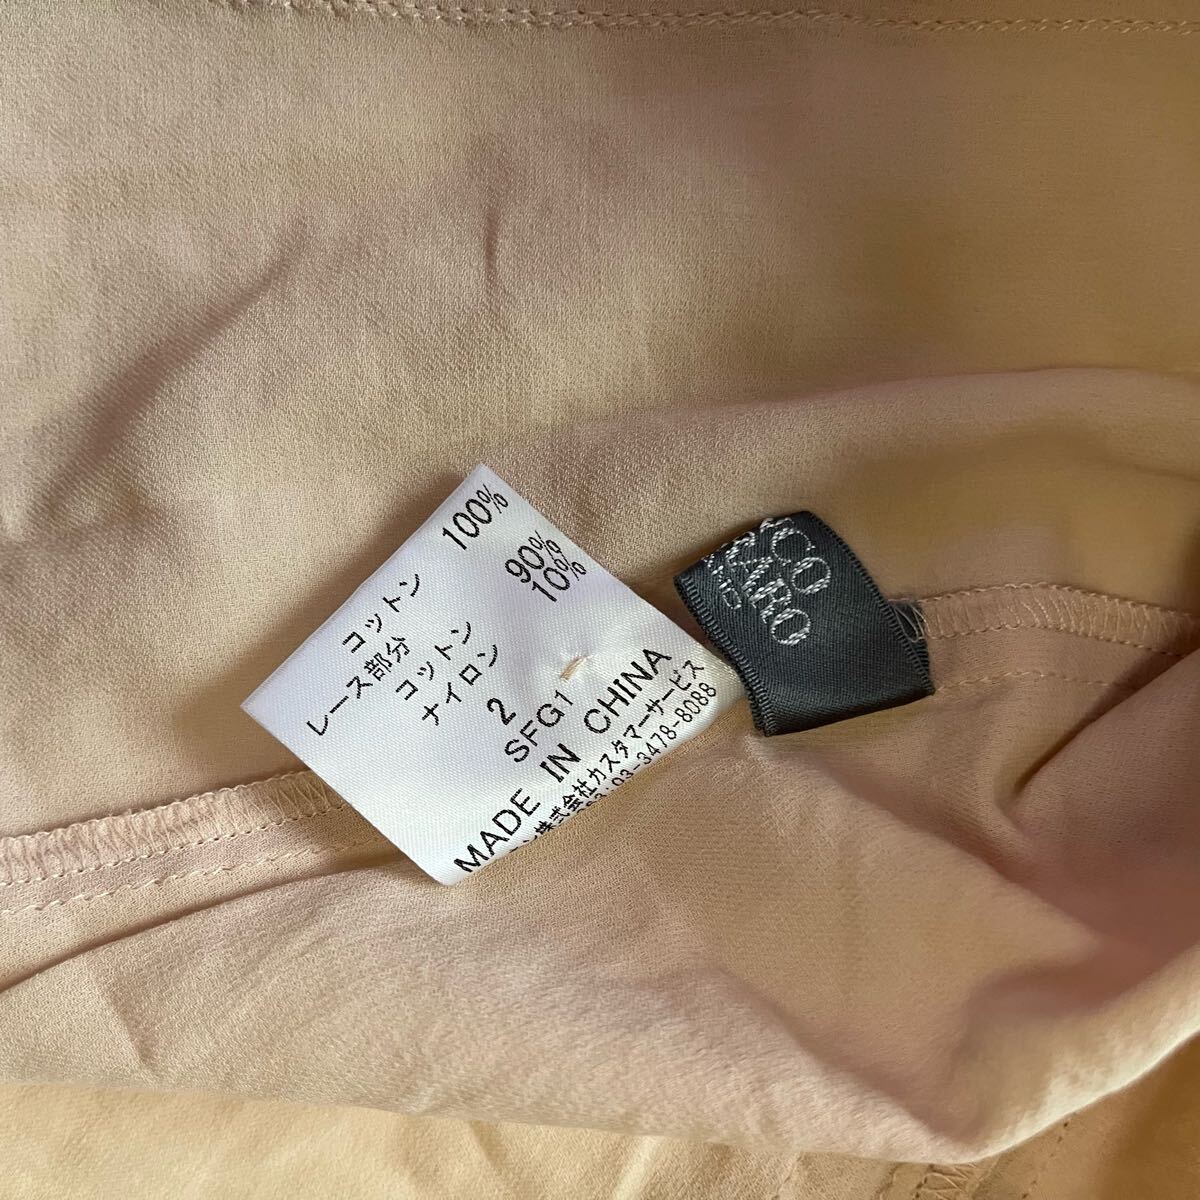 コットン 100%
レース部分
コットン 90%
ナイロン 10%
2
SFG1
MADE IN CHINA
株式会社カスタマーサービス
03-3478-8088
CO